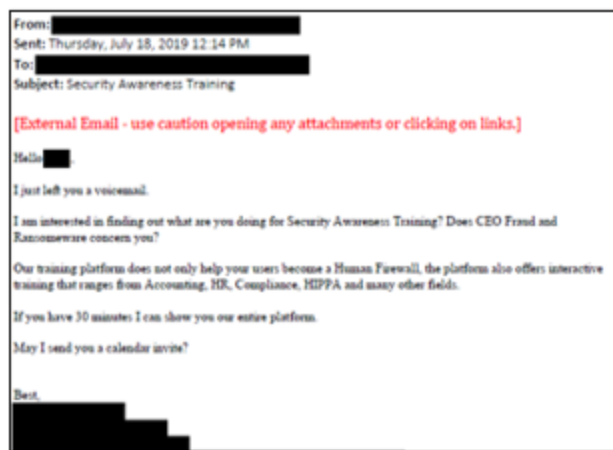 From:
Sent: Thursday, July 18, 2019 12:14 PM
To:
Subject: Security Awareness Training
[External Email - use caution opening any attachments or clicking on links.]
Hello      ,
I just left you a voicemail.
I am interested in finding out what are you doing for Security Awareness Training? Does CEO Fraud and
Ransomeware concern you?
Our training platform does not only help your users become a Human Firewall, the platform also offers interactive
training that ranges from Accounting, HR, Compliance, HIPPA and many other fields.
If you have 30 minutes I can show you our entire platform.
May I send you a calendar invite?
Best,